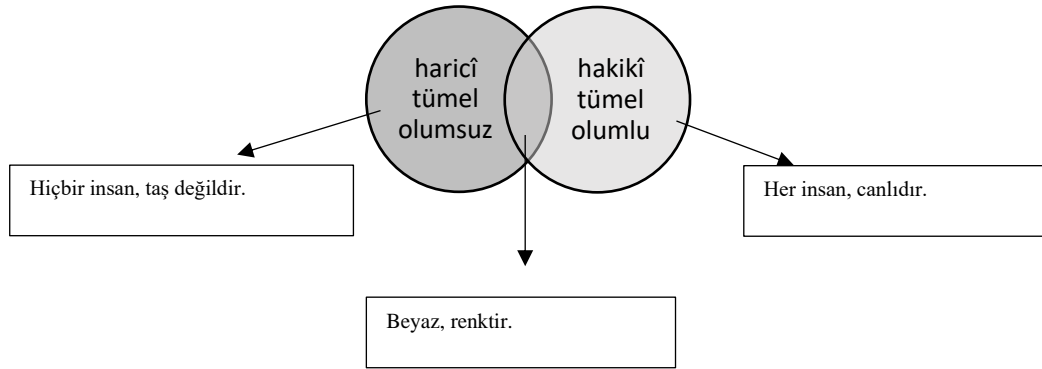 haricî
tümel
olumsuz
hakikî
tümel
olumlu
Hiçbir insan, taş değildir.
Her insan, canlıdır.
Beyaz, renktir.